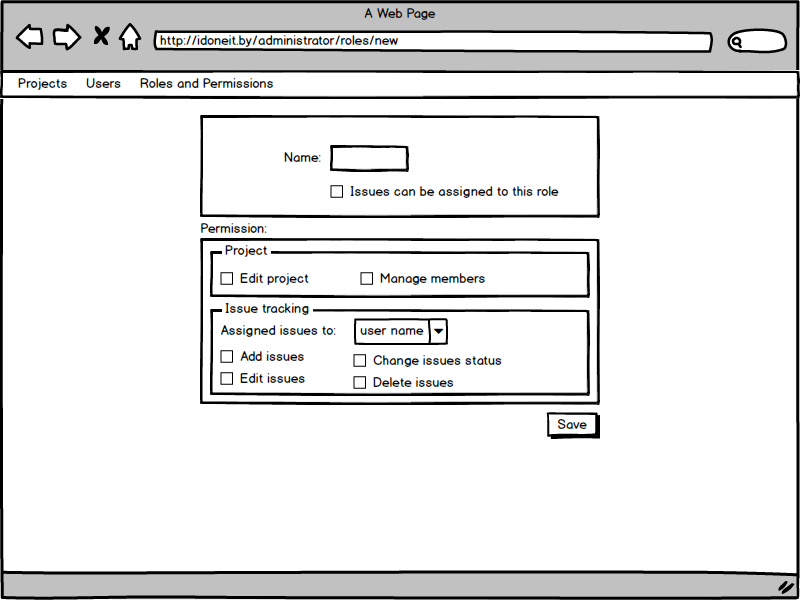 A Web Page
http://idoneit.by/administrator/roles/new
Projects Users Roles and Permissions
Name:
Issues can be assigned to this role
Permission:
Project
Edit project Manage members
Issue tracking
Assigned issues to: user name
Add issues Change issues status
Edit issues Delete issues
Save